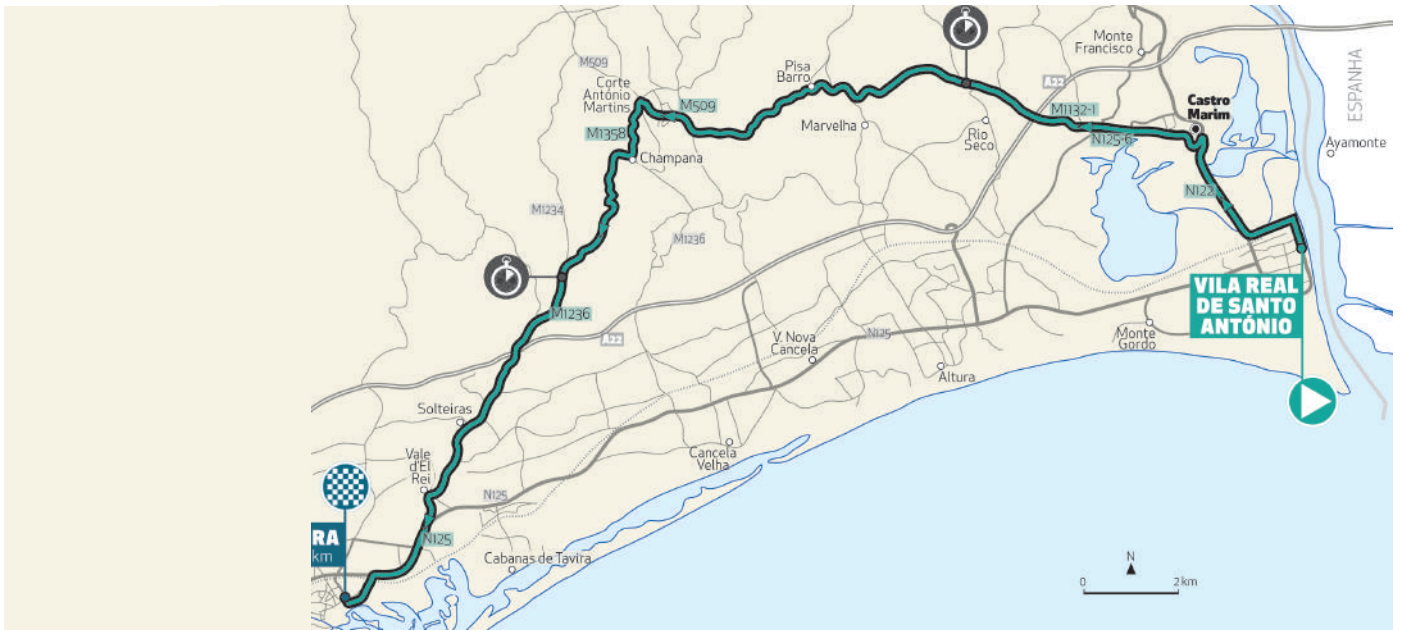 Monte
Francisco
ESPANHA
M509
Corte
António
Martins
Pisa
Barro
A22
M509
M1132-1
Castro
Marim
Marvelha
Rio
Seco
N125-6
Ayamonte
M1358
Champana
N122
M1234
M1236
VILA REAL
DE SANTO
ANTÓNIO
M1236
A22
V. Nova
Cancela
N125
Monte
Gordo
Altura
Solteiras
Cancela
Velha
Vale
d'El
Rei
N125
RA
km
N125
Cabanas de Tavira
N
0
2 km